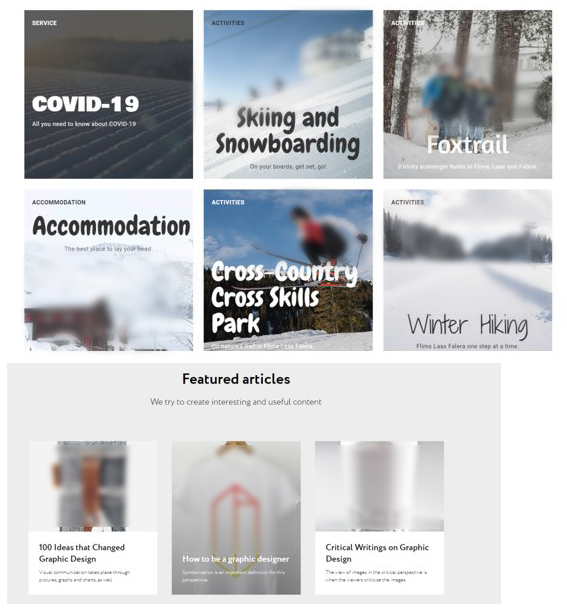 SERVICE
COVID-19
All you need to know about COVID-19
ACTIVITIES
Skiing and
Snowboarding
On your boards, get set, go!
ACTIVITIES
Foxtrail
3 tricky scavenger hunts in Flims, Laax and Falera.
ACCOMMODATION
Accommodation
The best place to lay your head.
ACTIVITIES
Cross-Country
Cross Skills
Park
On nature's trail in Flims Laax Falera.
ACTIVITIES
Winter Hiking
Flims Laax Falera one step at a time.
Featured articles
We try to create interesting and useful content
100 Ideas that Changed
Graphic Design
Visual communication takes place through
pictures, graphs and charts, as well
How to be a graphic designer
Symbolization is an important definition for this
perspective.
Critical Writings on Graphic
Design
The view of images in the critical perspective is
when the viewers criticise the images.